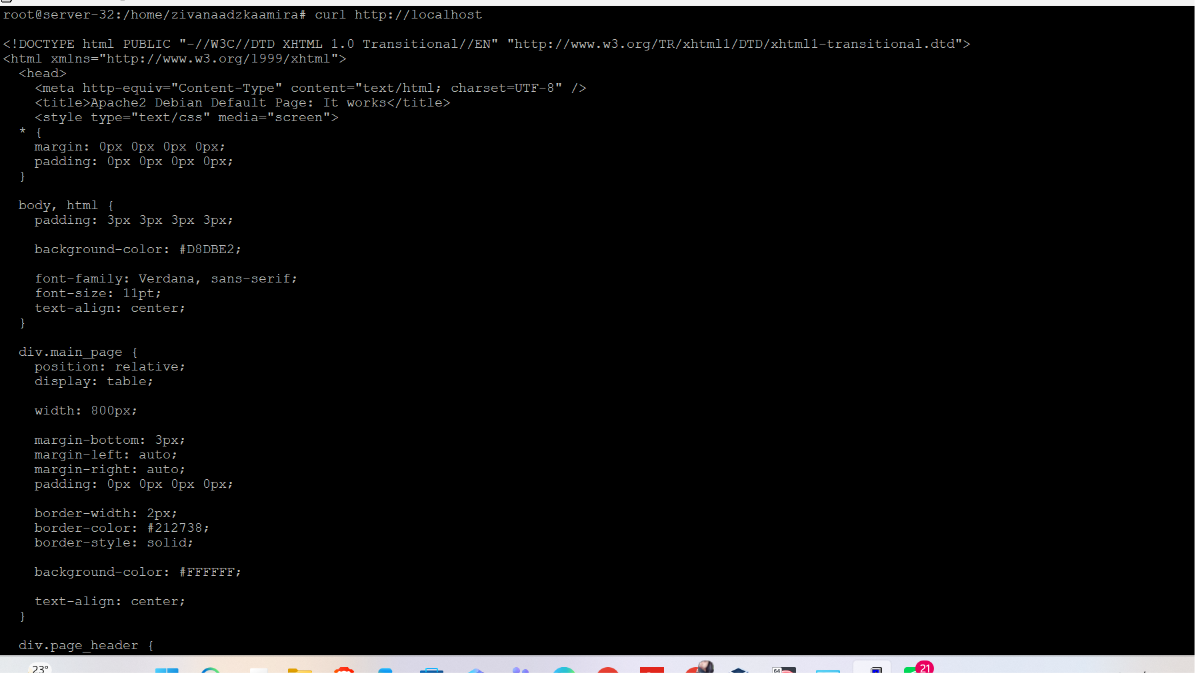 root@server-32:/home/zivanaadzkaamira# curl http://localhost
<!DOCTYPE html PUBLIC "-//W3C//DTD XHTML 1.0 Transitional//EN" "http://www.w3.org/TR/xhtml1/DTD/xhtml1-transitional.dtd">
<html xmlns="http://www.w3.org/1999/xhtml">
  <head>
    <meta http-equiv="Content-Type" content="text/html; charset=UTF-8" />
    <title>Apache2 Debian Default Page: It works</title>
    <style type="text/css" media="screen">
  * {
    margin: 0px 0px 0px 0px;
    padding: 0px 0px 0px 0px;
  }
  body, html {
    padding: 3px 3px 3px 3px;
    background-color: #D8DBE2;
    font-family: Verdana, sans-serif;
    font-size: 11pt;
    text-align: center;
  }
  div.main_page {
    position: relative;
    display: table;
    width: 800px;
    margin-bottom: 3px;
    margin-left: auto;
    margin-right: auto;
    padding: 0px 0px 0px 0px;
    border-width: 2px;
    border-color: #212738;
    border-style: solid;
    background-color: #FFFFFF;
    text-align: center;
  }
  div.page_header {
23°
64
21